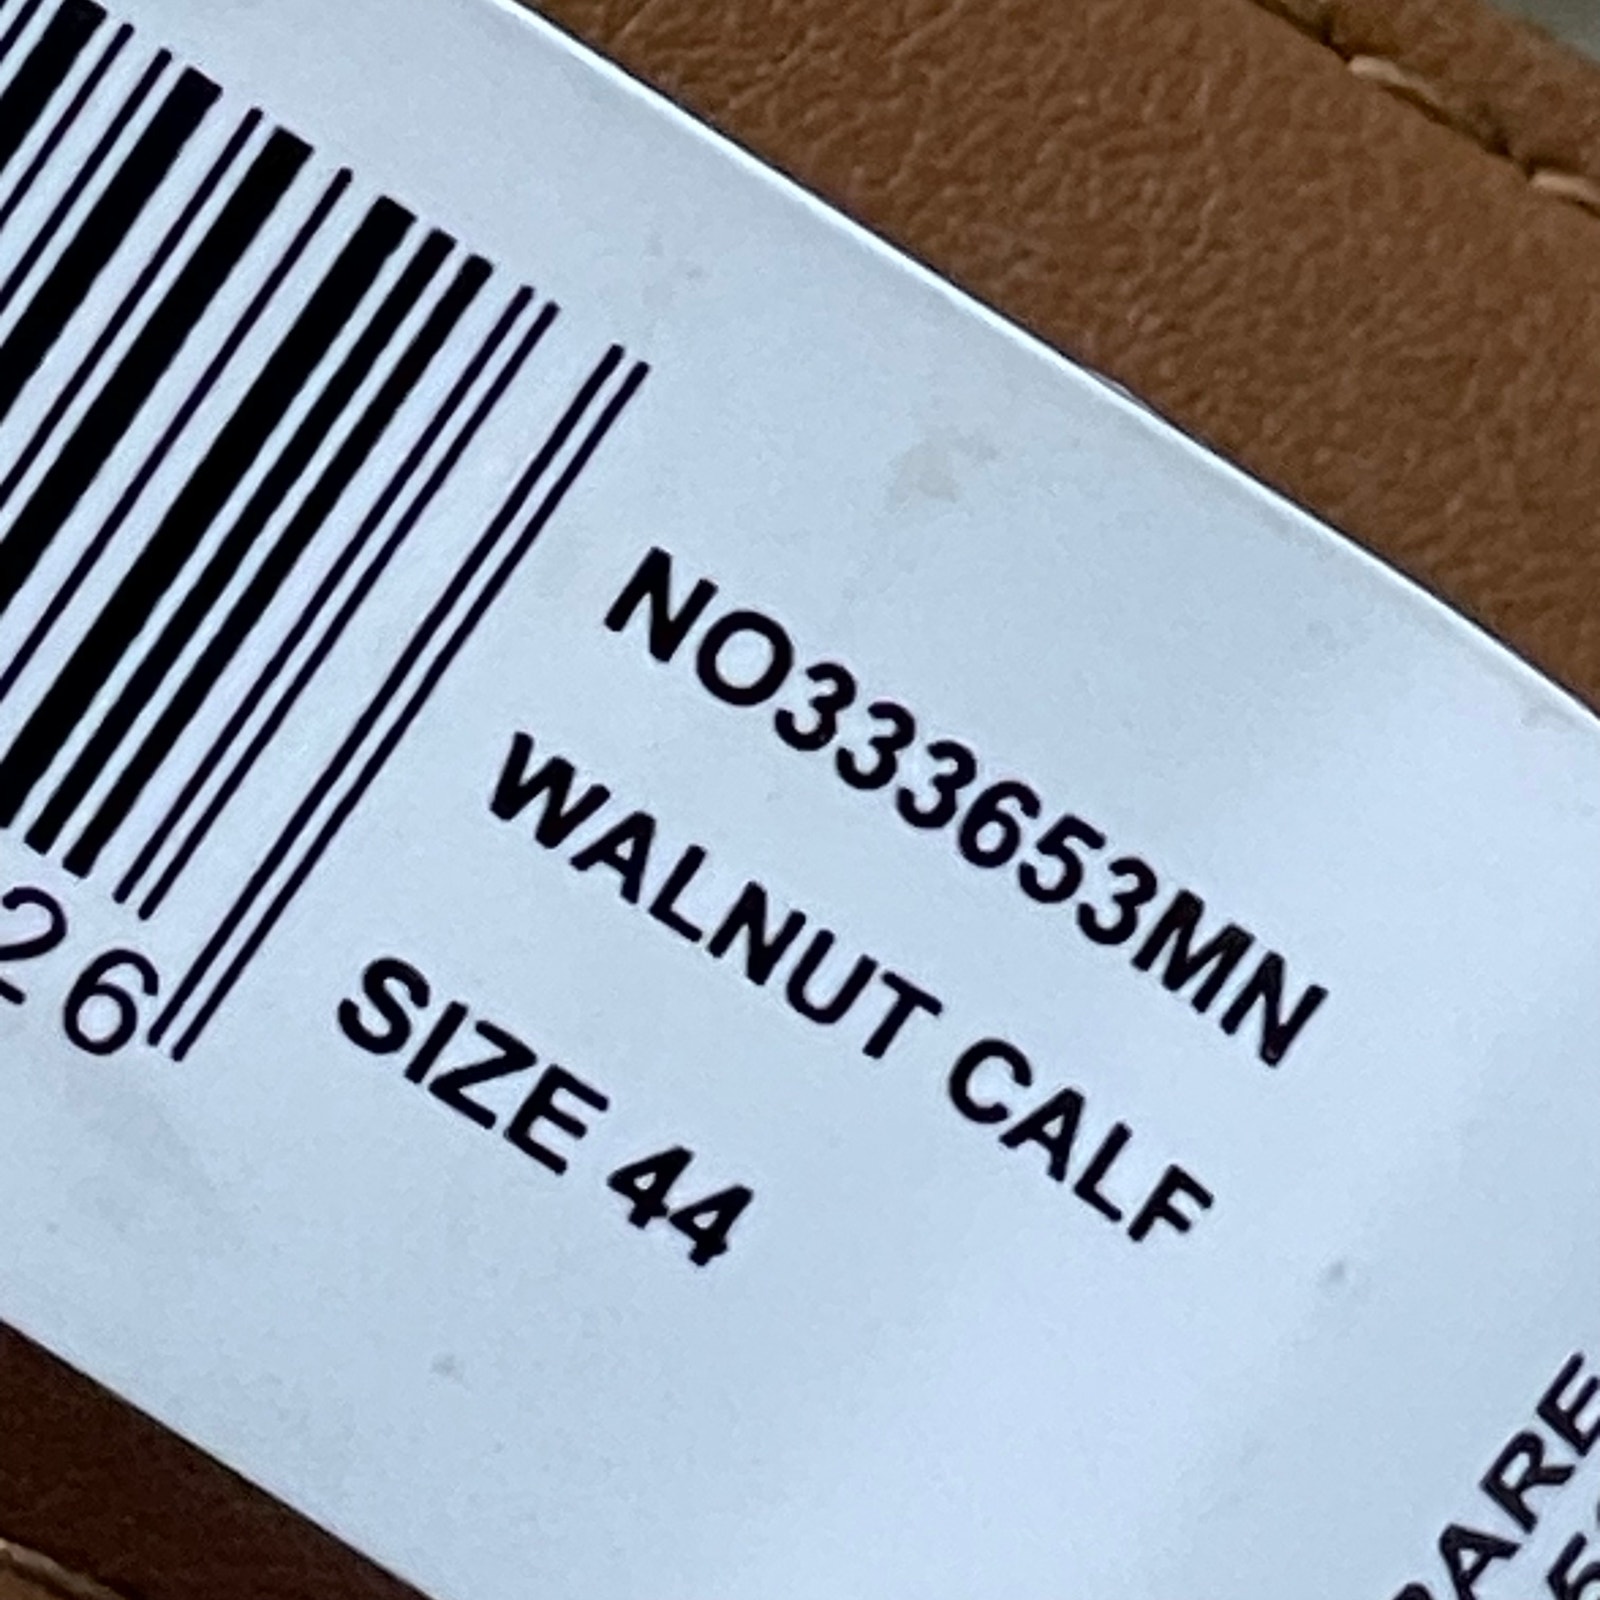 NO333653MN
WALNUT CALF
SIZE 44
26